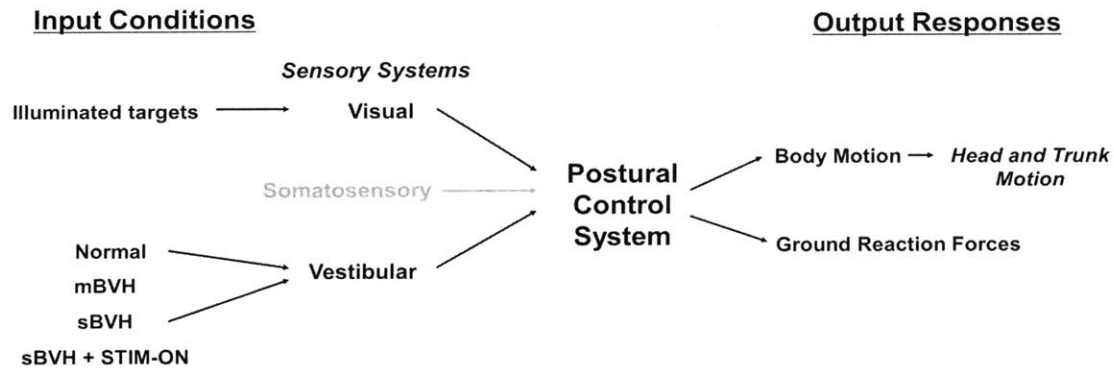 Input Conditions
Output Responses
Sensory Systems
Illuminated targets
Visual
Somatosensory
Normal
mBVH
sBVH
sBVH + STIM-ON
Vestibular
Postural
Control
System
Body Motion
Head and Trunk
Motion
Ground Reaction Forces